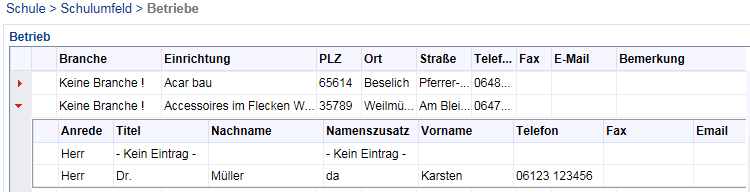 Schule > Schulumfeld > Betriebe
Betrieb
Branche Einrichtung PLZ Ort Straße Telef... Fax E-Mail Bemerkung
Keine Branche ! Acar bau 65614 Beselich Pferrer-... 0648...
Keine Branche ! Accessoires im Flecken W... 35789 Weilmü... Am Blei... 0647...
Anrede Titel Nachname Namenszusatz Vorname Telefon Fax Email
Herr - Kein Eintrag - - Kein Eintrag -
Herr Dr. Müller da Karsten 06123 123456